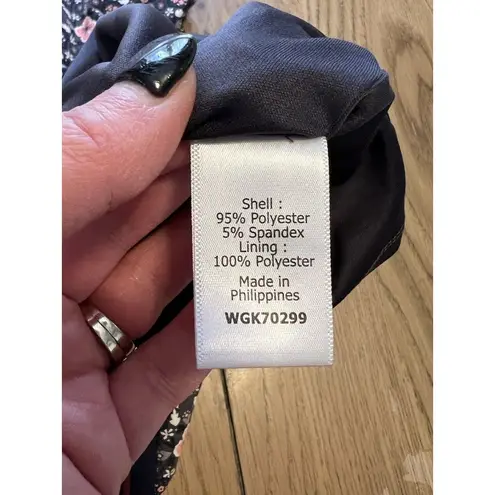 Shell :
95% Polyester
5% Spandex
Lining :
100% Polyester
Made in
Philippines
WGK70299